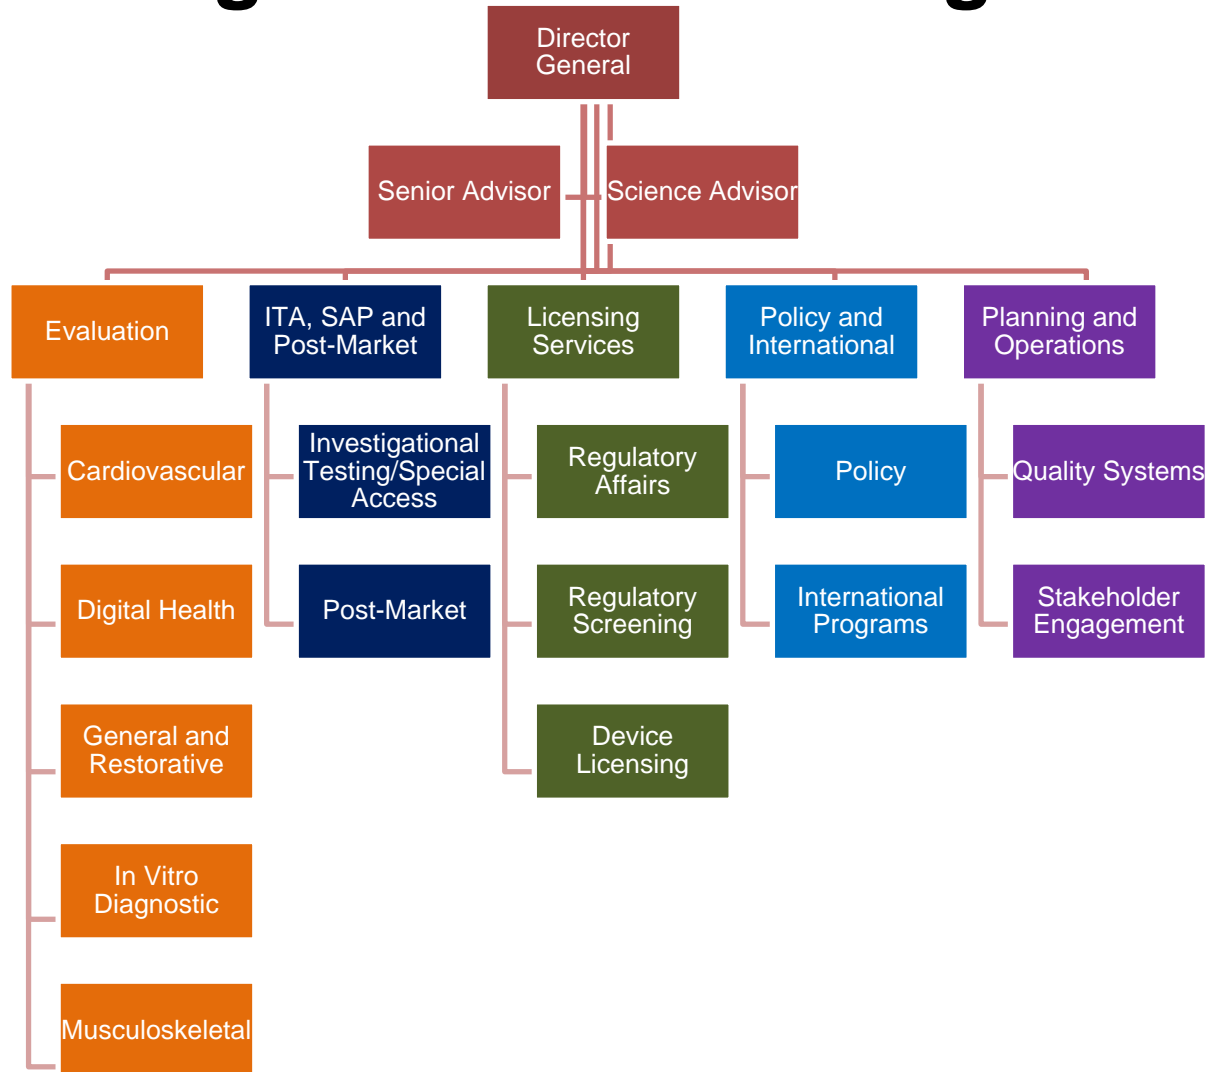 Director
General
Senior Advisor
Science Advisor
Evaluation
ITA, SAP and
Post-Market
Licensing
Services
Policy and
International
Planning and
Operations
Cardiovascular
Investigational
Testing/Special
Access
Regulatory
Affairs
Policy
Quality Systems
Digital Health
Post-Market
Regulatory
Screening
International
Programs
Stakeholder
Engagement
General and
Restorative
Device
Licensing
In Vitro
Diagnostic
Musculoskeletal